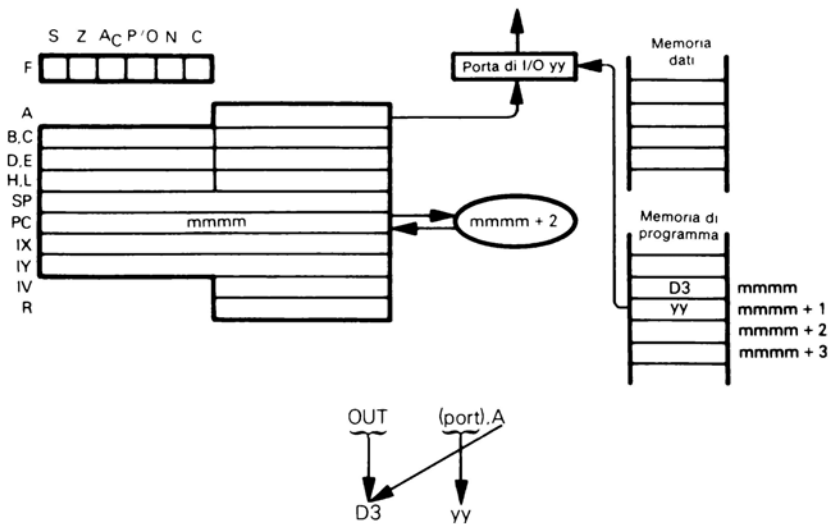 S Z AC P/O N C
F
A
B,C
D,E
H,L
SP
PC mmmm
IX
IY
IV
R
Porta di I/O yy
mmmm + 2
Memoria
dati
Memoria di
programma
D3 mmmm
yy mmmm + 1
mmmm + 2
mmmm + 3
OUT (port).A
D3 yy